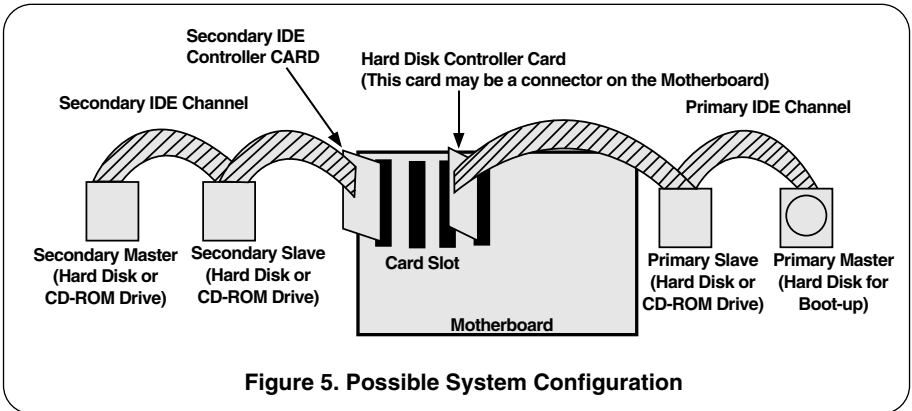 Secondary IDE
Controller CARD
Hard Disk Controller Card
(This card may be a connector on the Motherboard)
Secondary IDE Channel
Primary IDE Channel
Secondary Master
(Hard Disk or
CD-ROM Drive)
Secondary Slave
(Hard Disk or
CD-ROM Drive)
Card Slot
Primary Slave
(Hard Disk or
CD-ROM Drive)
Primary Master
(Hard Disk for
Boot-up)
Motherboard
Figure 5. Possible System Configuration